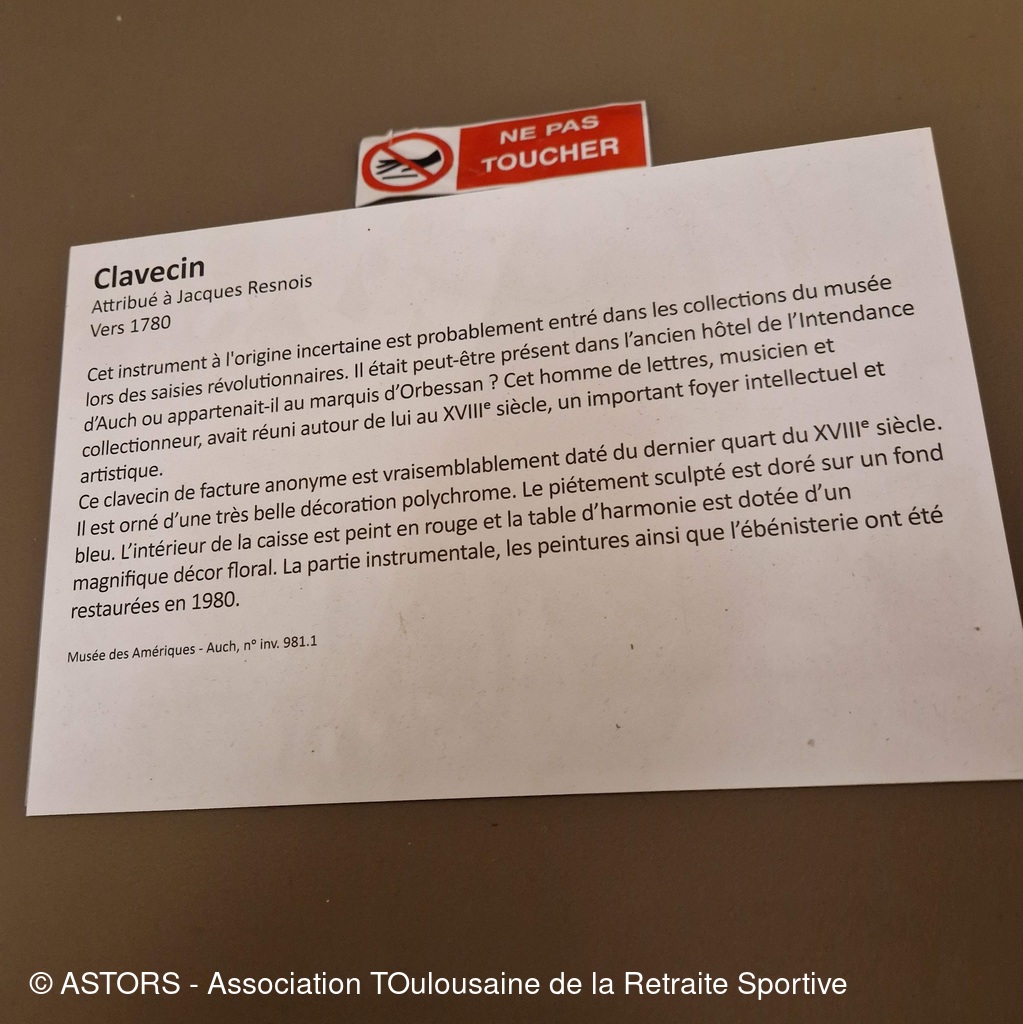 NE PAS
TOUCHER
Clavecin
Attribué à Jacques Resnois
Vers 1780
Cet instrument à l'origine incertaine est probablement entré dans les collections du musée
lors des saisies révolutionnaires. Il était peut-être présent dans l’ancien hôtel de l’Intendance
d’Auch ou appartenait-il au marquis d’Orbessan ? Cet homme de lettres, musicien et
collectionneur, avait réuni autour de lui au XVIIIᵉ siècle, un important foyer intellectuel et
artistique.
Ce clavecin de facture anonyme est vraisemblablement daté du dernier quart du XVIIIᵉ siècle.
Il est orné d’une très belle décoration polychrome. Le piétement sculpté est doré sur un fond
bleu. L’intérieur de la caisse est peint en rouge et la table d’harmonie est dotée d’un
magnifique décor floral. La partie instrumentale, les peintures ainsi que l’ébénisterie ont été
restaurées en 1980.
Musée des Amériques - Auch, n° inv. 981.1
© ASTORS - Association TOulousaine de la Retraite Sportive